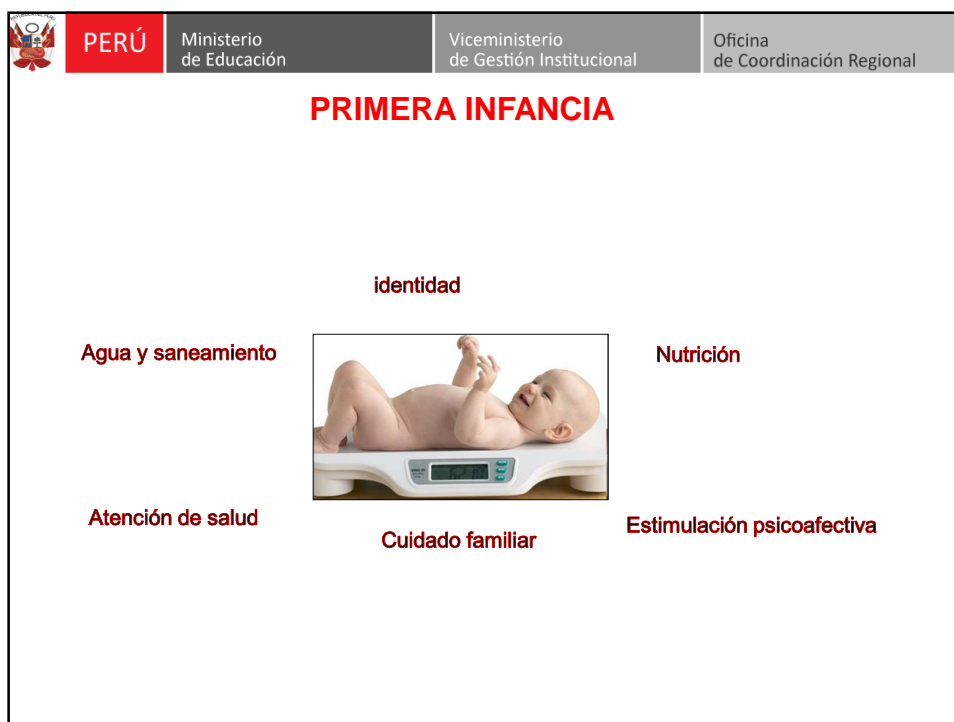 PERÚ
Ministerio
de Educación
Viceministerio
de Gestión Institucional
Oficina
de Coordinación Regional
PRIMERA INFANCIA
identidad
Agua y saneamiento
Nutrición
Atención de salud
Cuidado familiar
Estimulación psicoafectiva